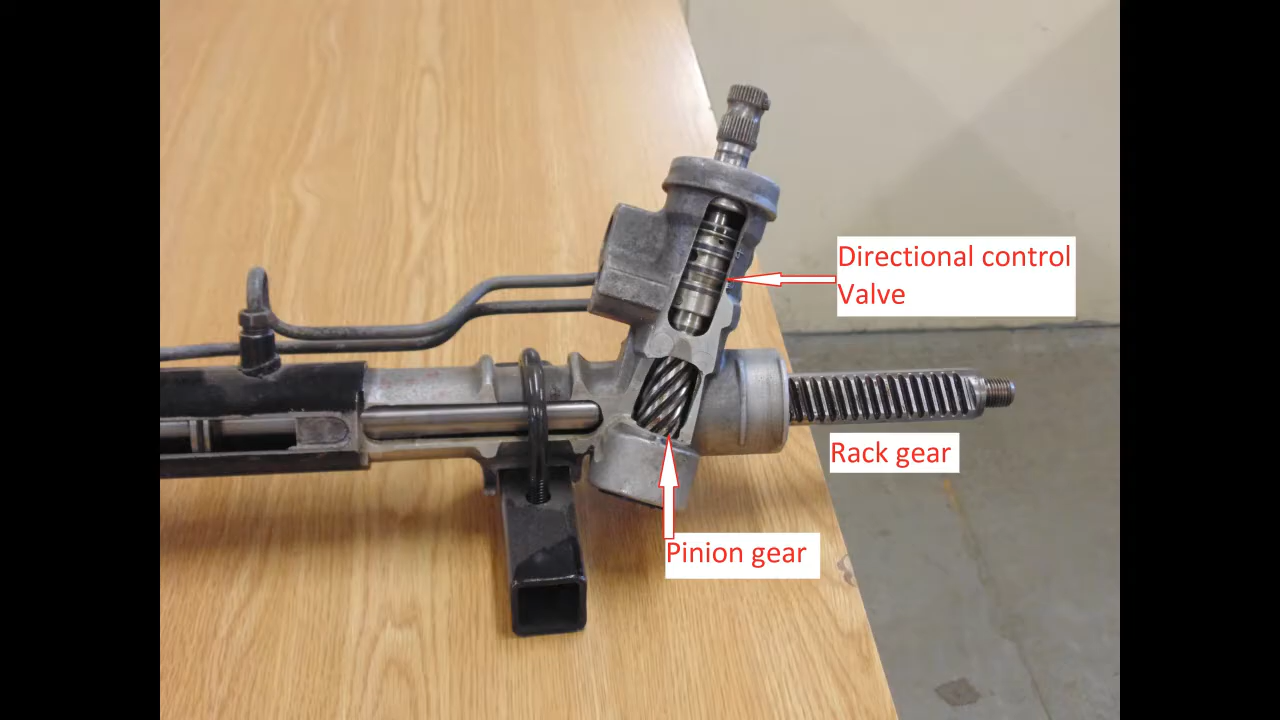 Directional control
Valve
Rack gear
Pinion gear